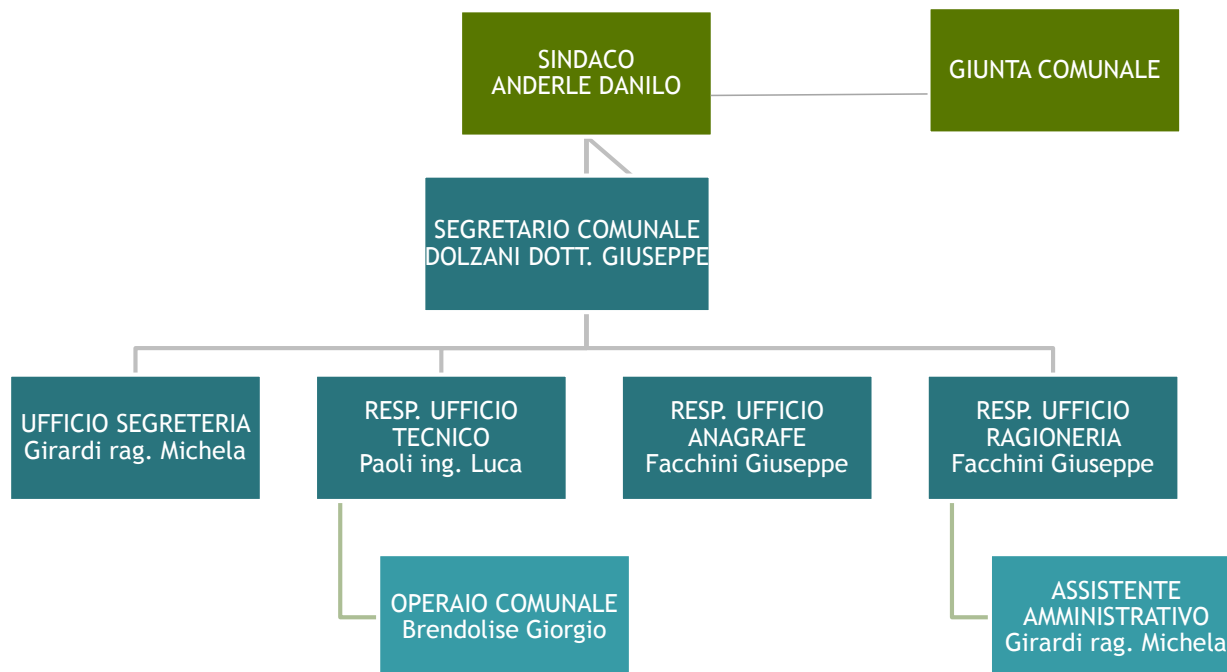 SINDACO
ANDERLE DANILO
GIUNTA COMUNALE
SEGRETARIO COMUNALE
DOLZANI DOTT. GIUSEPPE
UFFICIO SEGRETERIA
Girardi rag. Michela
RESP. UFFICIO
TECNICO
Paoli ing. Luca
RESP. UFFICIO
ANAGRAFE
Facchini Giuseppe
RESP. UFFICIO
RAGIONERIA
Facchini Giuseppe
OPERAIO COMUNALE
Brendolise Giorgio
ASSISTENTE
AMMINISTRATIVO
Girardi rag. Michela